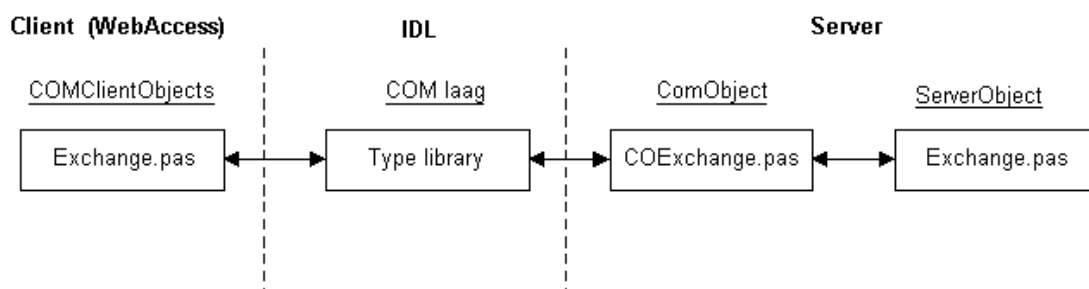 Client (WebAccess)
IDL
Server
COMClientObjects
COM laag
ComObject
ServerObject
Exchange.pas
Type library
COExchange.pas
Exchange.pas